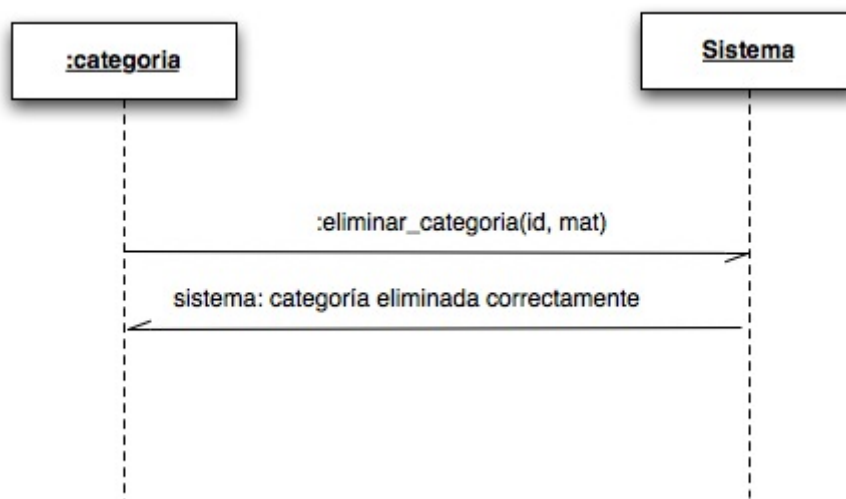 :categoria
Sistema
:eliminar_categoria(id, mat)
sistema: categoría eliminada correctamente